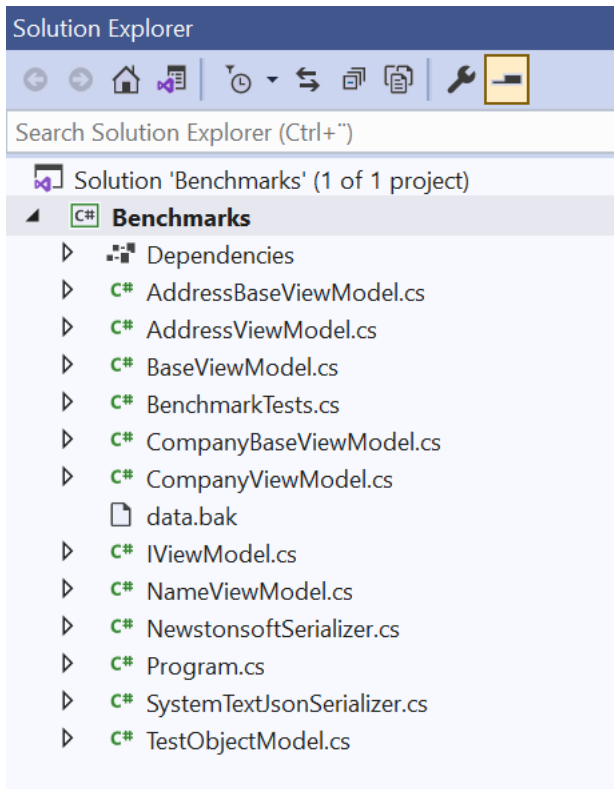 Solution Explorer
Search Solution Explorer (Ctrl+¨)
Solution 'Benchmarks' (1 of 1 project)
C# Benchmarks
Dependencies
C# AddressBaseViewModel.cs
C# AddressViewModel.cs
C# BaseViewModel.cs
C# BenchmarkTests.cs
C# CompanyBaseViewModel.cs
C# CompanyViewModel.cs
data.bak
C# IViewModel.cs
C# NameViewModel.cs
C# NewstonsoftSerializer.cs
C# Program.cs
C# SystemTextJsonSerializer.cs
C# TestObjectModel.cs